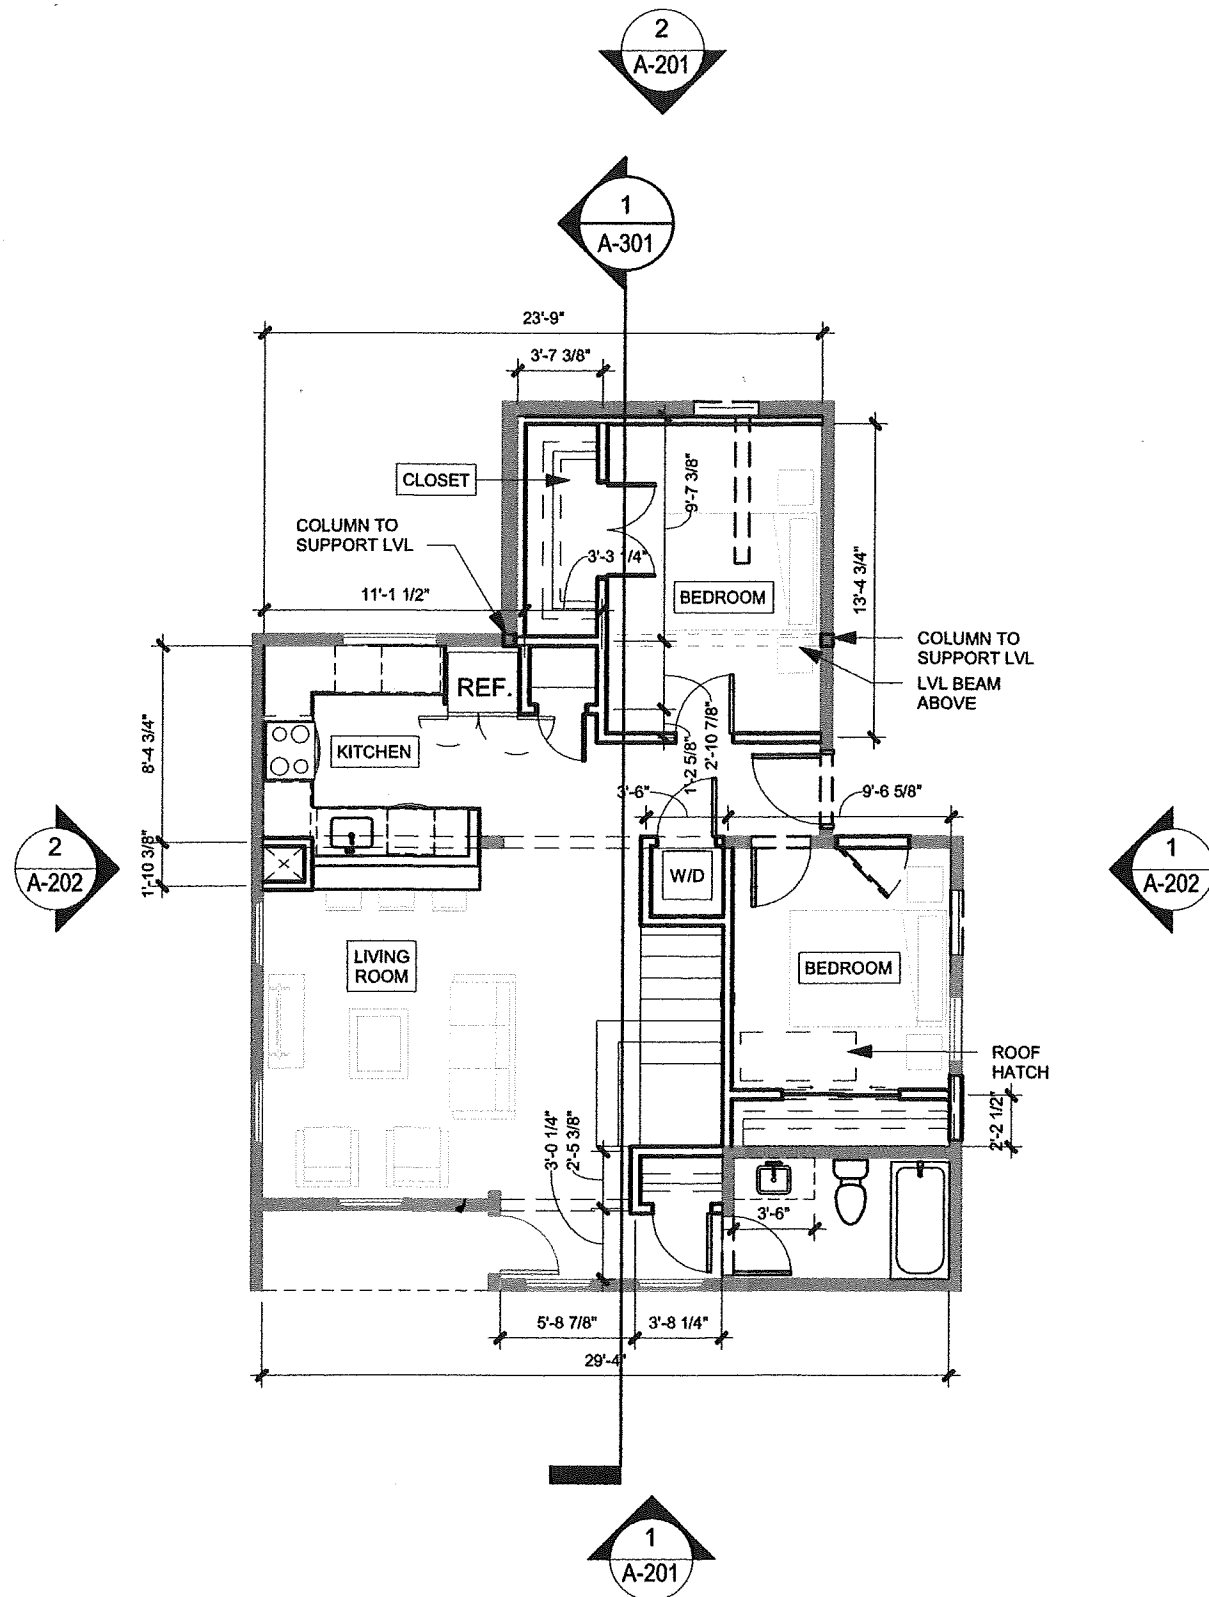 2
A-201
1
A-301
23'-9"
3'-7 3/8"
CLOSET
9'-7 3/8"
COLUMN TO
SUPPORT LVL
3'-3 1/4"
11'-1 1/2"
BEDROOM
13'-4 3/4"
COLUMN TO
SUPPORT LVL
LVL BEAM
ABOVE
REF.
8'-4 3/4"
KITCHEN
1'-2 5/8"
2'-10 7/8"
3'-6"
9'-6 5/8"
2
A-202
1'-10 3/8"
W/D
1
A-202
LIVING
ROOM
BEDROOM
ROOF
HATCH
3'-0 1/4"
2'-5 3/8"
2'-2 1/2"
3'-6"
5'-8 7/8"
3'-8 1/4"
29'-4"
1
A-201